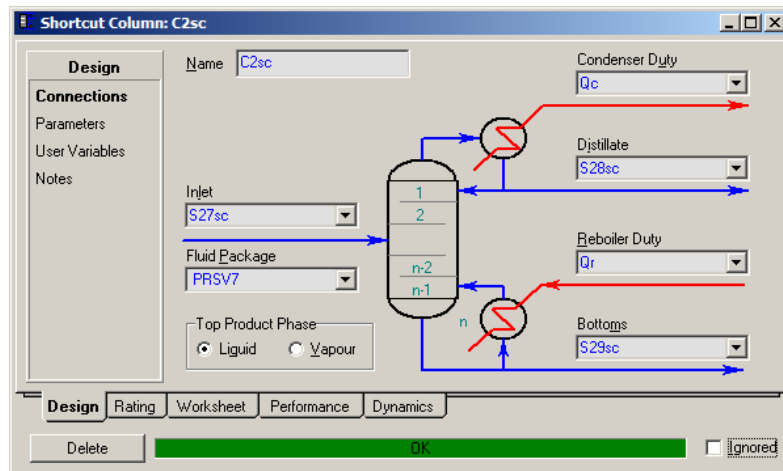 Shortcut Column: C2sc
Design
Connections
Parameters
User Variables
Notes
Name C2sc
Condenser Duty
Qc
Distillate
S28sc
Inlet
S27sc
Fluid Package
PRSV7
Reboiler Duty
Qr
Bottoms
S29sc
1
2
n-2
n-1
n
Top Product Phase
Liquid Vapour
Design Rating Worksheet Performance Dynamics
Delete OK Ignored